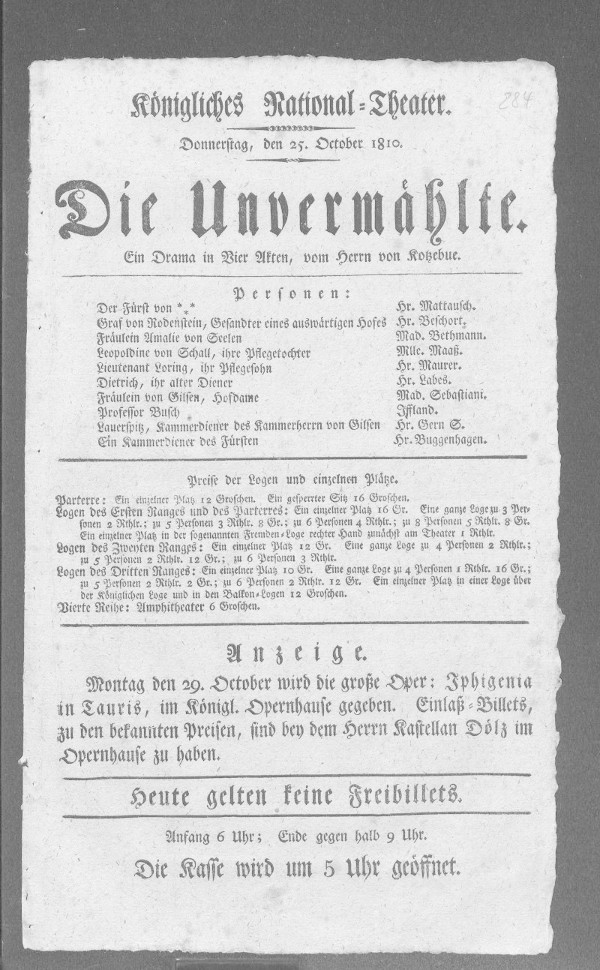 284
Königliches National-Theater.
Donnerstag, den 25. October 1810.
Die Unvermählte.
Ein Drama in Vier Akten, vom Herrn von Kotzebue.
Personen:
Der Fürst von *** Hr. Mattausch.
Graf von Rodenstein, Gesandter eines auswärtigen Hofes Hr. Beschort.
Fräulein Amalie von Seelen Mad. Bethmann.
Leopoldine von Schall, ihre Pflegetochter Mlle. Maaß.
Lieutenant Loring, ihr Pflegesohn Hr. Maurer.
Dietrich, ihr alter Diener Hr. Labes.
Fräulein von Gilsen, Hofdame Mad. Sebastiani.
Professor Busch Iffland.
Lauerspitz, Kammerdiener des Kammerherrn von Gilsen Hr. Gern S.
Ein Kammerdiener des Fürsten Hr. Buggenhagen.
Preise der Logen und einzelnen Plätze.
Parterre: Ein einzelner Platz 12 Groschen. Ein gesperrter Sitz 16 Groschen.
Logen des Ersten Ranges und des Parterres: Ein einzelner Platz 16 Gr. Eine ganze Loge zu 3 Per-
sonen 2 Rthlr.; zu 5 Personen 3 Rthlr. 8 Gr.; zu 6 Personen 4 Rthlr.; zu 8 Personen 5 Rthlr. 8 Gr.
Ein einzelner Platz in der sogenannten Fremden-Loge rechter Hand zunächst am Theater 1 Rthlr.
Logen des Zweyten Ranges: Ein einzelner Platz 12 Gr. Eine ganze Loge zu 4 Personen 2 Rthlr.;
zu 5 Personen 2 Rthlr. 12 Gr.; zu 6 Personen 3 Rthlr.
Logen des Dritten Ranges: Ein einzelner Platz 10 Gr. Eine ganze Loge zu 4 Personen 1 Rthlr. 16 Gr.;
zu 5 Personen 2 Rthlr. 2 Gr.; zu 6 Personen 2 Rthlr. 12 Gr. Ein einzelner Platz in einer Loge über
der Königlichen Loge und in den Balkon-Logen 12 Groschen.
Vierte Reihe: Amphitheater 6 Groschen.
Anzeige.
Montag den 29. October wird die große Oper: Iphigenia
in Tauris, im Königl. Opernhause gegeben. Einlaß-Billets,
zu den bekannten Preisen, sind bey dem Herrn Kastellan Dölz im
Opernhause zu haben.
Heute gelten keine Freibillets.
Anfang 6 Uhr; Ende gegen halb 9 Uhr.
Die Kasse wird um 5 Uhr geöffnet.